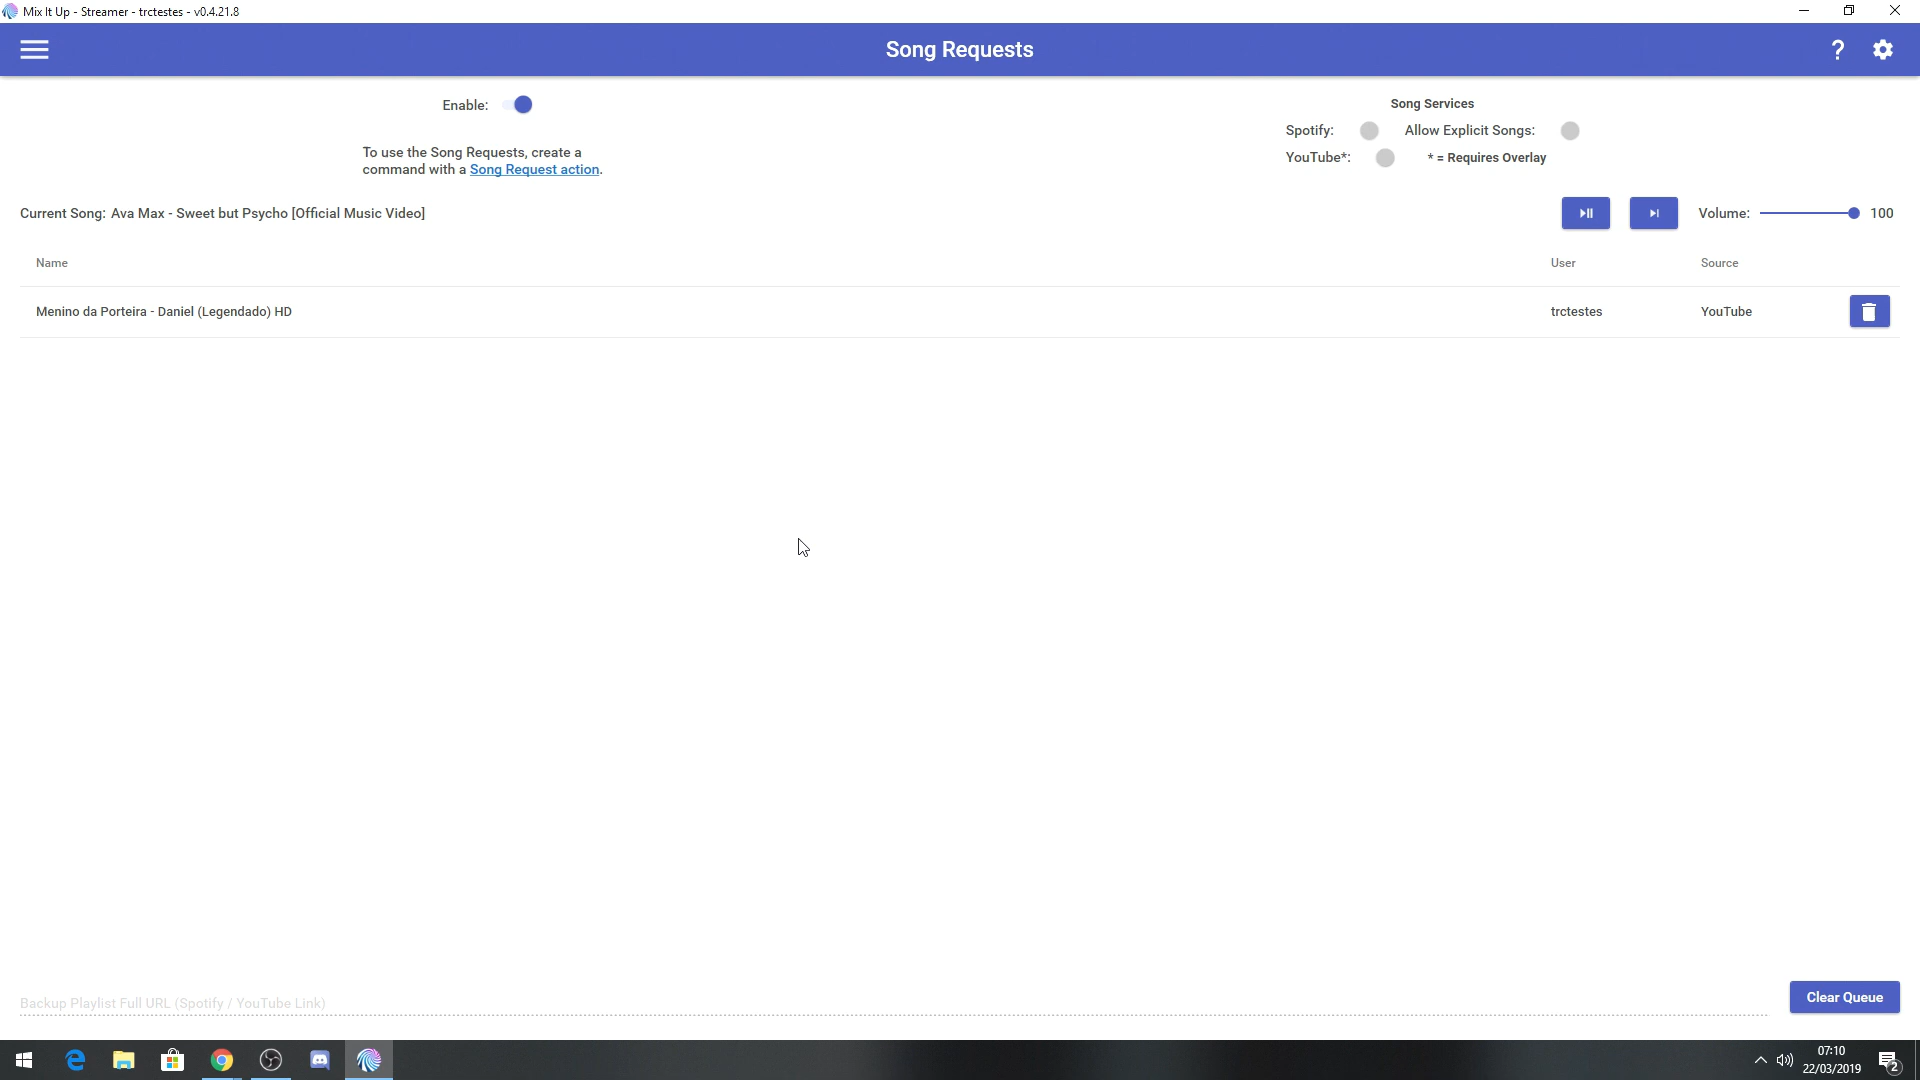 Mix It Up - Streamer - trctestes - v0.4.21.8
Song Requests
?
Enable:
To use the Song Requests, create a
command with a Song Request action.
Song Services
Spotify:
Allow Explicit Songs:
YouTube*:
* = Requires Overlay
Current Song: Ava Max - Sweet but Psycho [Official Music Video]
Volume:
100
Name
User
Source
Menino da Porteira - Daniel (Legendado) HD
trctestes
YouTube
Backup Playlist Full URL (Spotify / YouTube Link)
Clear Queue
07:10
22/03/2019
2